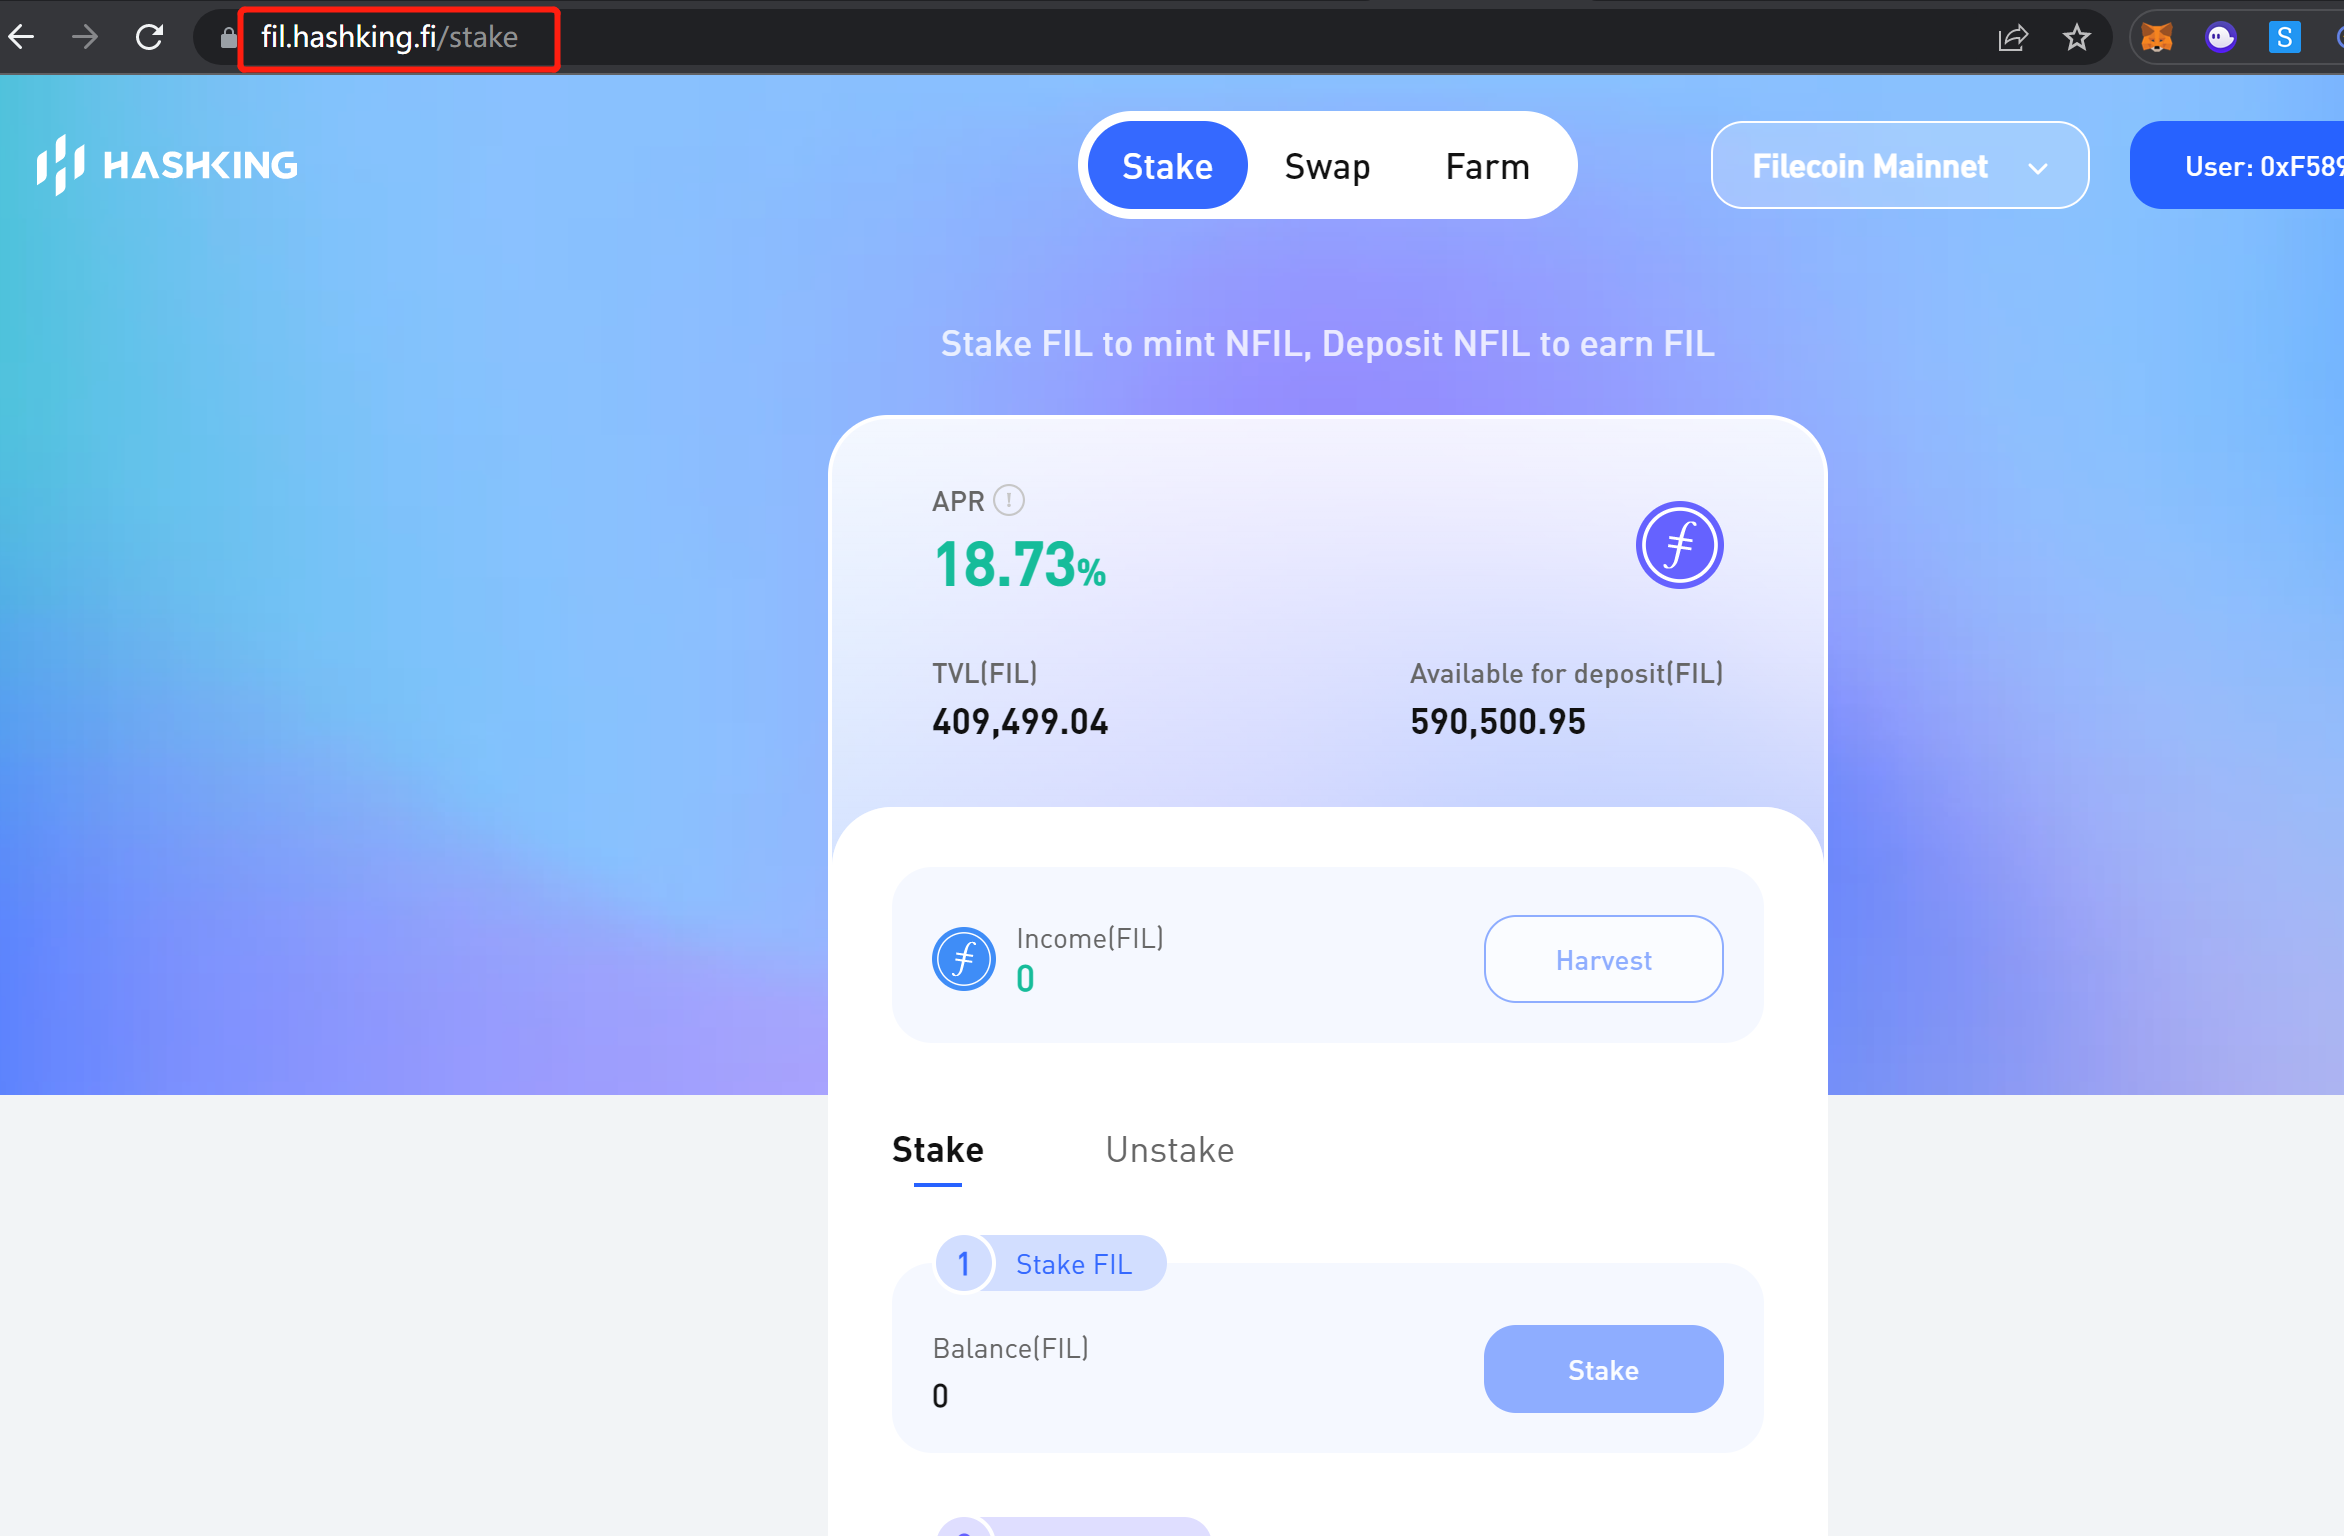 fil.hashking.fi/stake
S
HASHKING
Stake Swap Farm
Filecoin Mainnet
User: 0xF589
Stake FIL to mint NFIL, Deposit NFIL to earn FIL
APR
18.73%
TVL(FIL)
409,499.04
Available for deposit(FIL)
590,500.95
Income(FIL)
0
Harvest
Stake Unstake
1 Stake FIL
Balance(FIL)
0
Stake